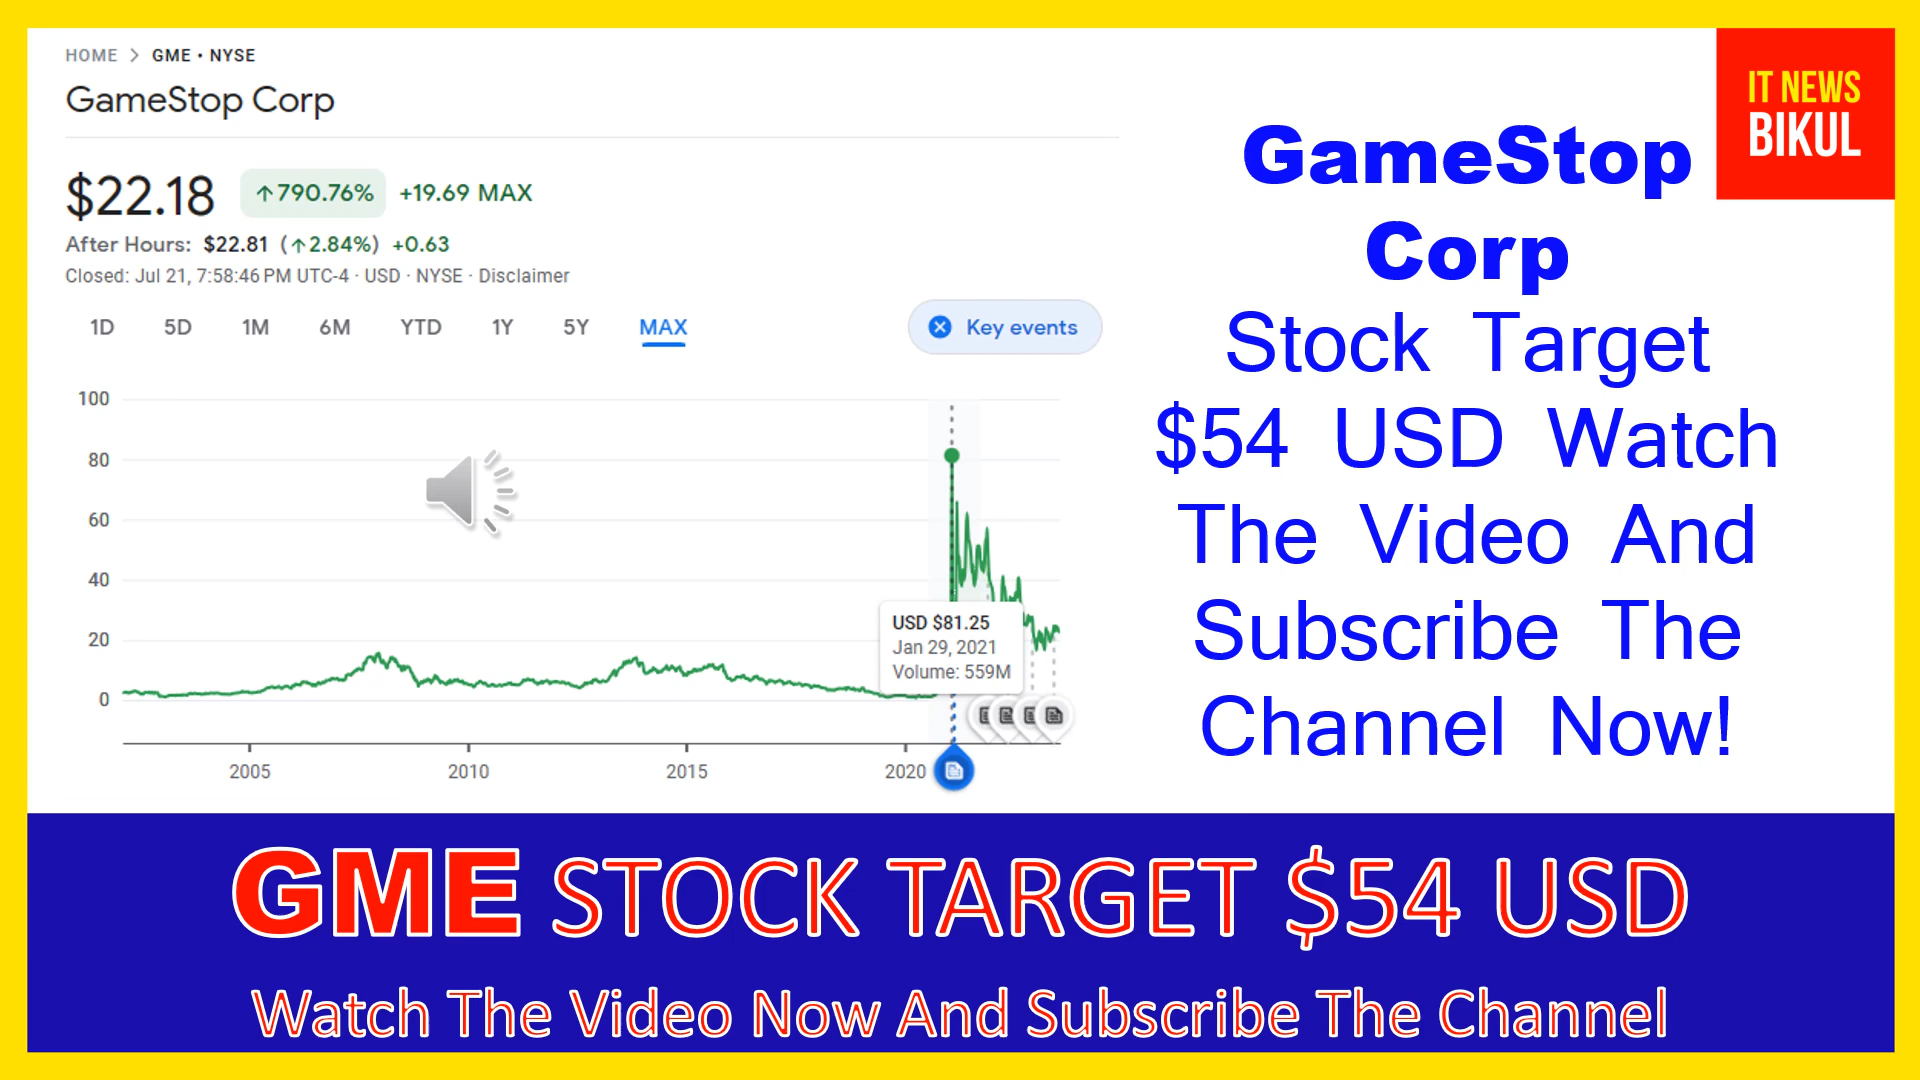 HOME > GME • NYSE
GameStop Corp
$22.18 ↑790.76% +19.69 MAX
After Hours: $22.81 (↑2.84%) +0.63
Closed: Jul 21, 7:58:46 PM UTC-4 · USD · NYSE · Disclaimer
1D 5D 1M 6M YTD 1Y 5Y MAX
Key events
100
80
60
40
20
0
USD $81.25
Jan 29, 2021
Volume: 559M
2005 2010 2015 2020
IT NEWS
BIKUL
GameStop
Corp
Stock Target
$54 USD Watch
The Video And
Subscribe The
Channel Now!
GME STOCK TARGET $54 USD
Watch The Video Now And Subscribe The Channel